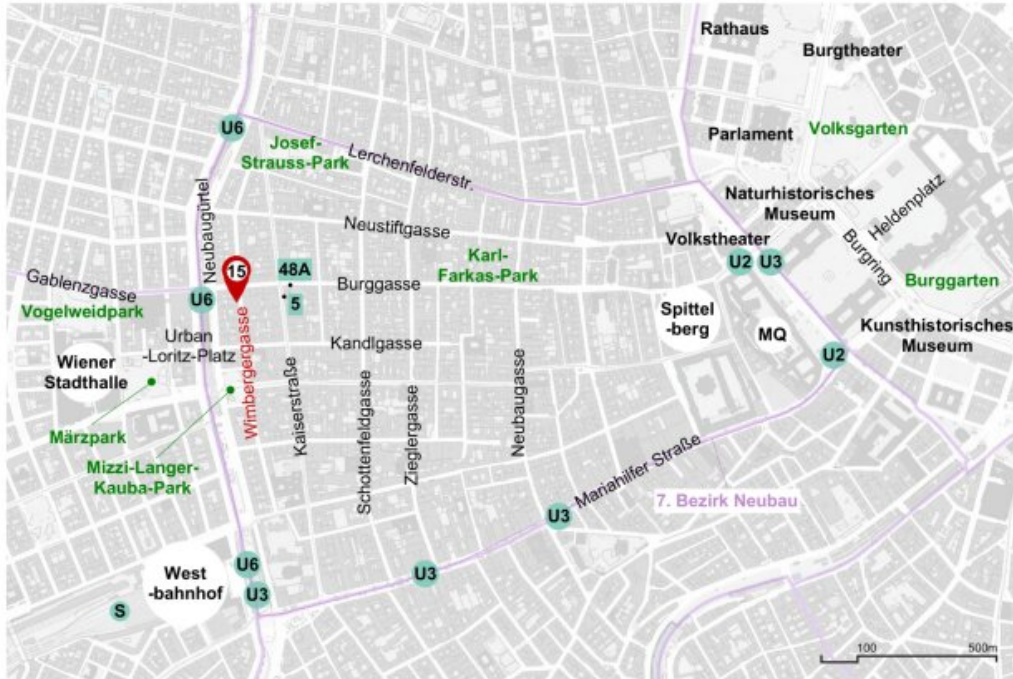 Rathaus
Burgtheater
U6
Josef-
Strauss-Park
Lerchenfelderstr.
Parlament
Volksgarten
Neubaugürtel
Naturhistorisches
Museum
Heldenplatz
Neustiftgasse
Volkstheater
Karl-
Farkas-Park
U2
U3
Burgring
15
48A
Gablenzgasse
Burggasse
Burggarten
U6
5
Vogelweidpark
Spittel
-berg
MQ
Kunsthistorisches
Museum
Urban
-Loritz-Platz
Kandlgasse
Wiener
Stadthalle
U2
Wimbergergasse
Kaiserstraße
Schottenfeldgasse
Zieglergasse
Neubaugasse
Märzpark
Mizzi-Langer-
Kauba-Park
Mariahilfer Straße
7. Bezirk Neubau
U3
U6
West
-bahnhof
U3
U3
S
100
500m